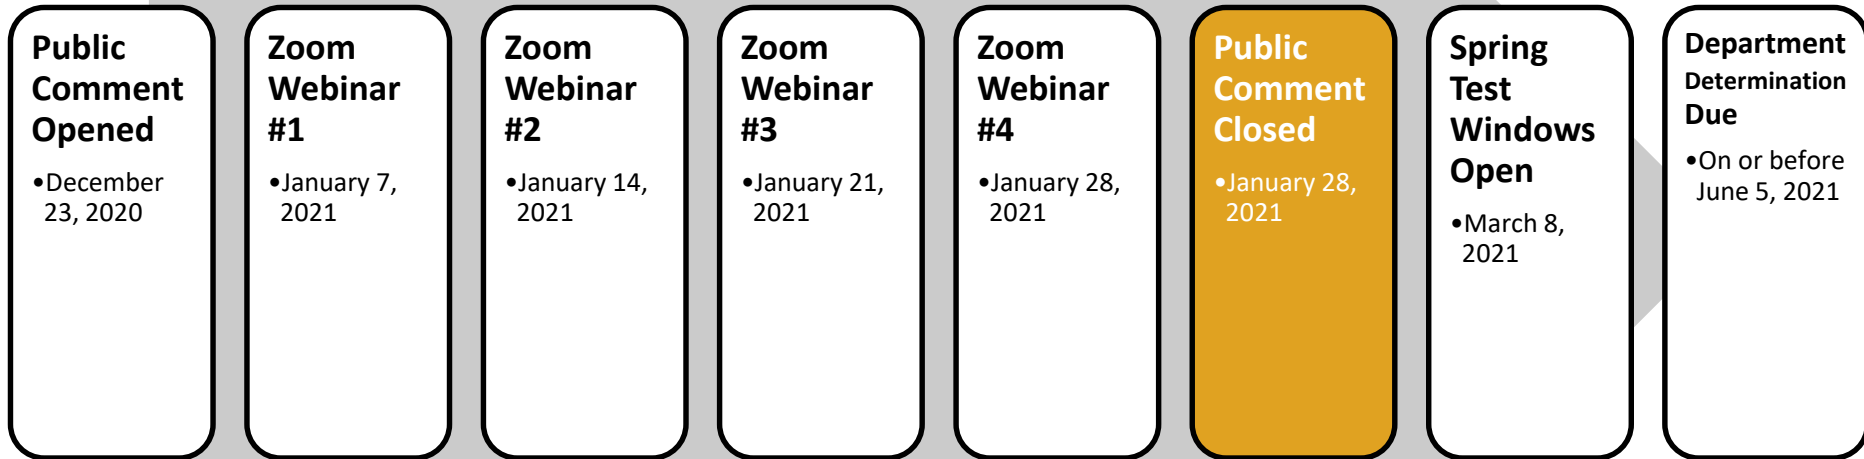 Public
Comment
Opened
•December
23, 2020
Zoom
Webinar
#1
•January 7,
2021
Zoom
Webinar
#2
•January 14,
2021
Zoom
Webinar
#3
•January 21,
2021
Zoom
Webinar
#4
•January 28,
2021
Public
Comment
Closed
•January 28,
2021
Spring
Test
Windows
Open
•March 8,
2021
Department
Determination
Due
•On or before
June 5, 2021